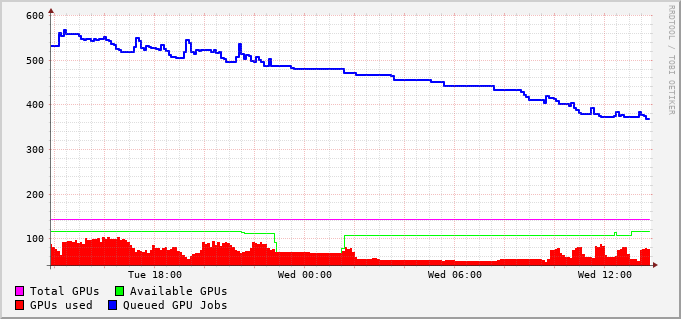 600
500
400
300
200
100
Tue 18:00 Wed 00:00 Wed 06:00 Wed 12:00
Total GPUs Available GPUs
GPUs used Queued GPU Jobs
RRDTOOL / TOBI OETIKER